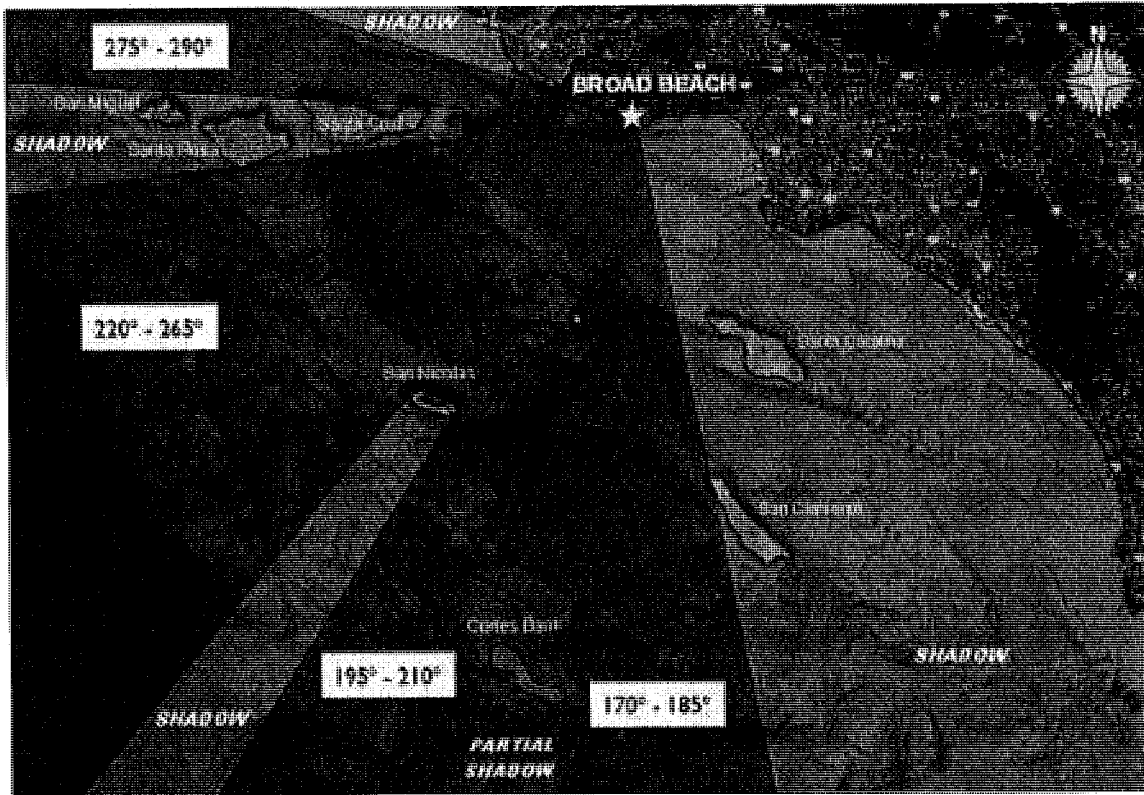 SHADOW
275° - 290°
N
BROAD BEACH
San Miguel
Santa Cruz
SHADOW
Santa Rosa
220° - 265°
Santa Catalina
San Nicolas
San Clemente
Cortes Bank
195° - 210°
SHADOW
170° - 185°
SHADOW
PARTIAL
SHADOW